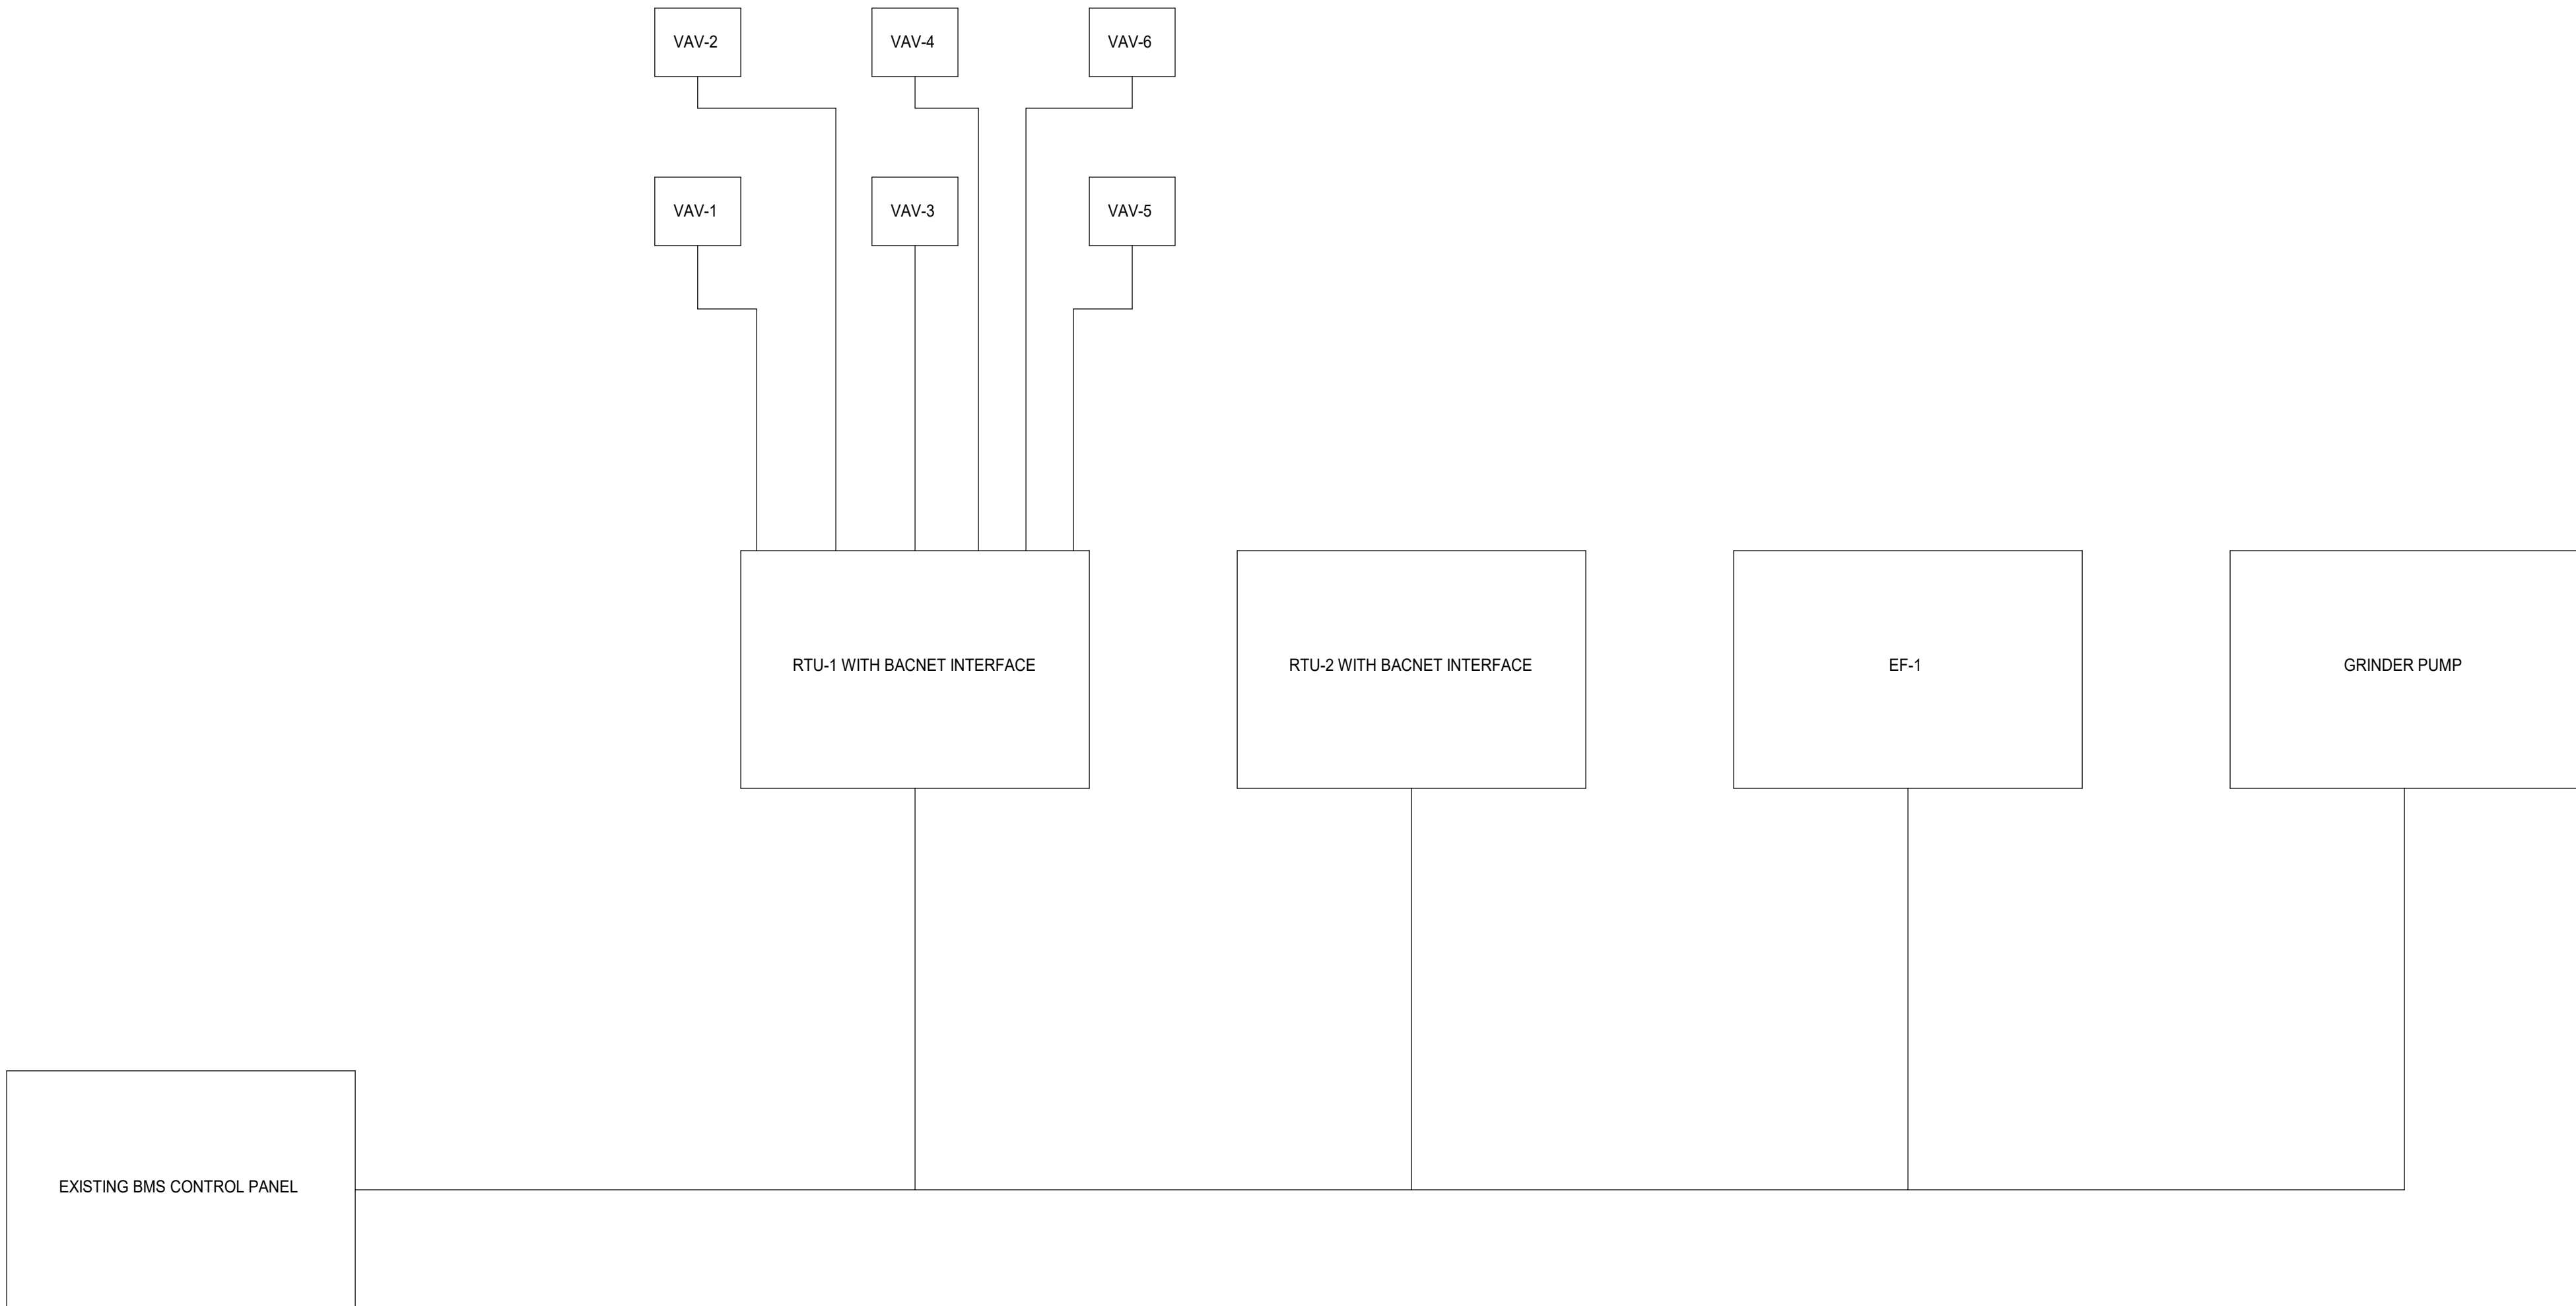 VAV-2
VAV-4
VAV-6
VAV-1
VAV-3
VAV-5
RTU-1 WITH BACNET INTERFACE
RTU-2 WITH BACNET INTERFACE
EF-1
GRINDER PUMP
EXISTING BMS CONTROL PANEL